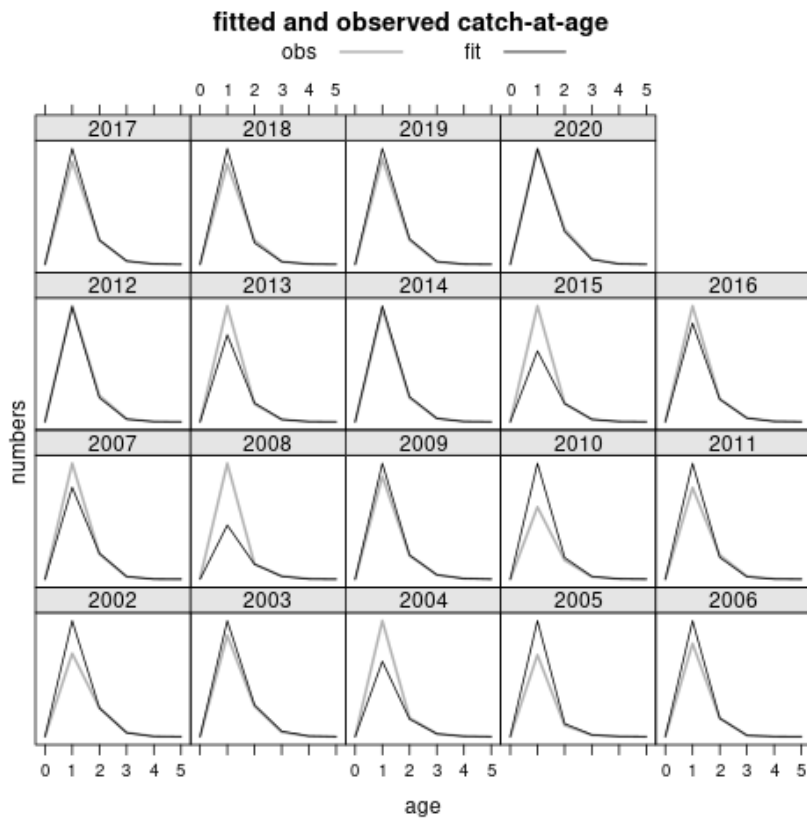 fitted and observed catch-at-age
obs fit
0 1 2 3 4 5 0 1 2 3 4 5
2017 2018 2019 2020
2012 2013 2014 2015 2016
numbers
2007 2008 2009 2010 2011
2002 2003 2004 2005 2006
0 1 2 3 4 5 0 1 2 3 4 5 0 1 2 3 4 5
age